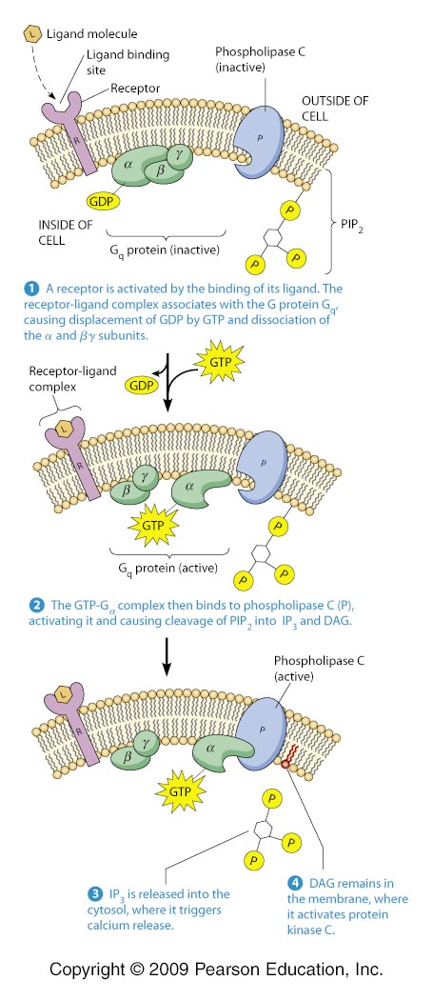 L Ligand molecule
Ligand binding
site
Receptor
Phospholipase C
(inactive)
OUTSIDE OF
CELL
R
α
β
γ
P
GDP
INSIDE OF
CELL
Gq protein (inactive)
P
P
P
PIP2
1 A receptor is activated by the binding of its ligand. The
receptor-ligand complex associates with the G protein Gq,
causing displacement of GDP by GTP and dissociation of
the α and βγ subunits.
GDP
GTP
Receptor-ligand
complex
L
R
β
γ
α
P
GTP
Gq protein (active)
P
P
P
2 The GTP-Gα complex then binds to phospholipase C (P),
activating it and causing cleavage of PIP2 into IP3 and DAG.
Phospholipase C
(active)
L
R
β
γ
α
P
GTP
P
P
P
3 IP3 is released into the
cytosol, where it triggers
calcium release.
4 DAG remains in
the membrane, where
it activates protein
kinase C.
Copyright © 2009 Pearson Education, Inc.